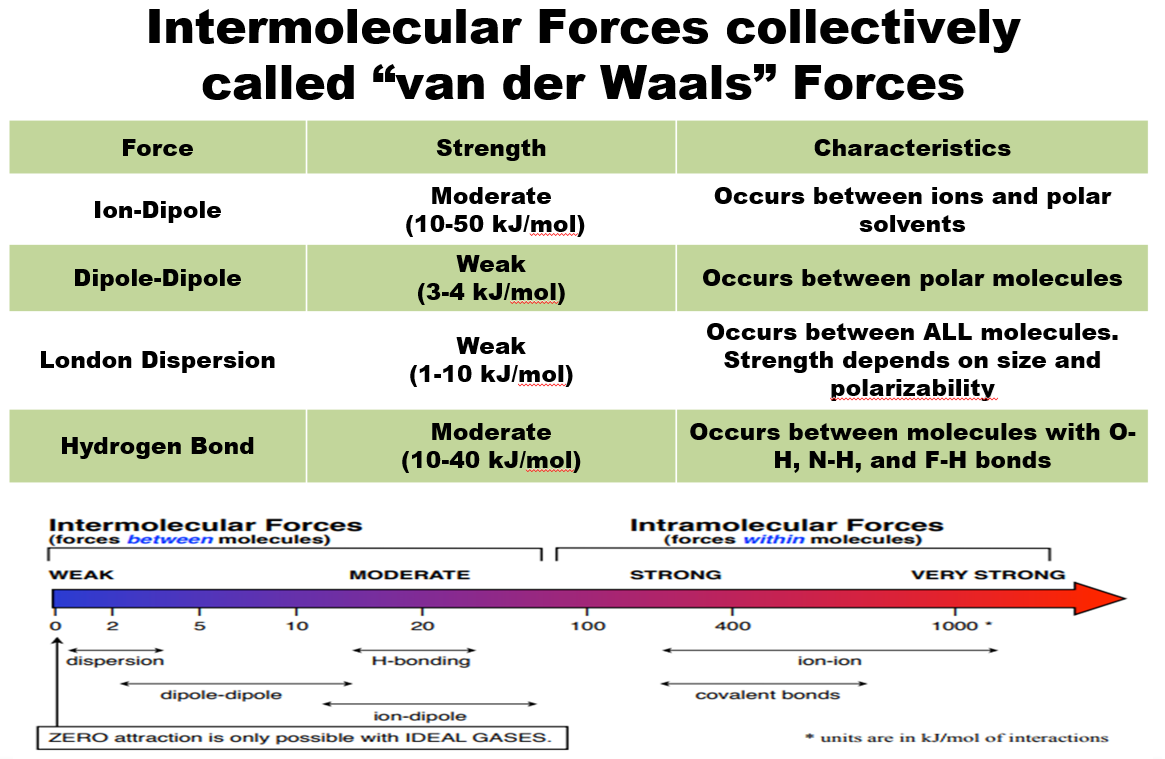 Intermolecular Forces collectively
called “van der Waals” Forces
Force Strength Characteristics
Ion-Dipole
Moderate
(10-50 kJ/mol)
Occurs between ions and polar
solvents
Dipole-Dipole
Weak
(3-4 kJ/mol)
Occurs between polar molecules
London Dispersion
Weak
(1-10 kJ/mol)
Occurs between ALL molecules.
Strength depends on size and
polarizability
Hydrogen Bond
Moderate
(10-40 kJ/mol)
Occurs between molecules with O-
H, N-H, and F-H bonds
Intermolecular Forces
(forces between molecules)
Intramolecular Forces
(forces within molecules)
WEAK MODERATE STRONG VERY STRONG
0 2 5 10 20 100 400 1000 *
dispersion H-bonding ion-ion
dipole-dipole covalent bonds
ion-dipole
ZERO attraction is only possible with IDEAL GASES.
* units are in kJ/mol of interactions